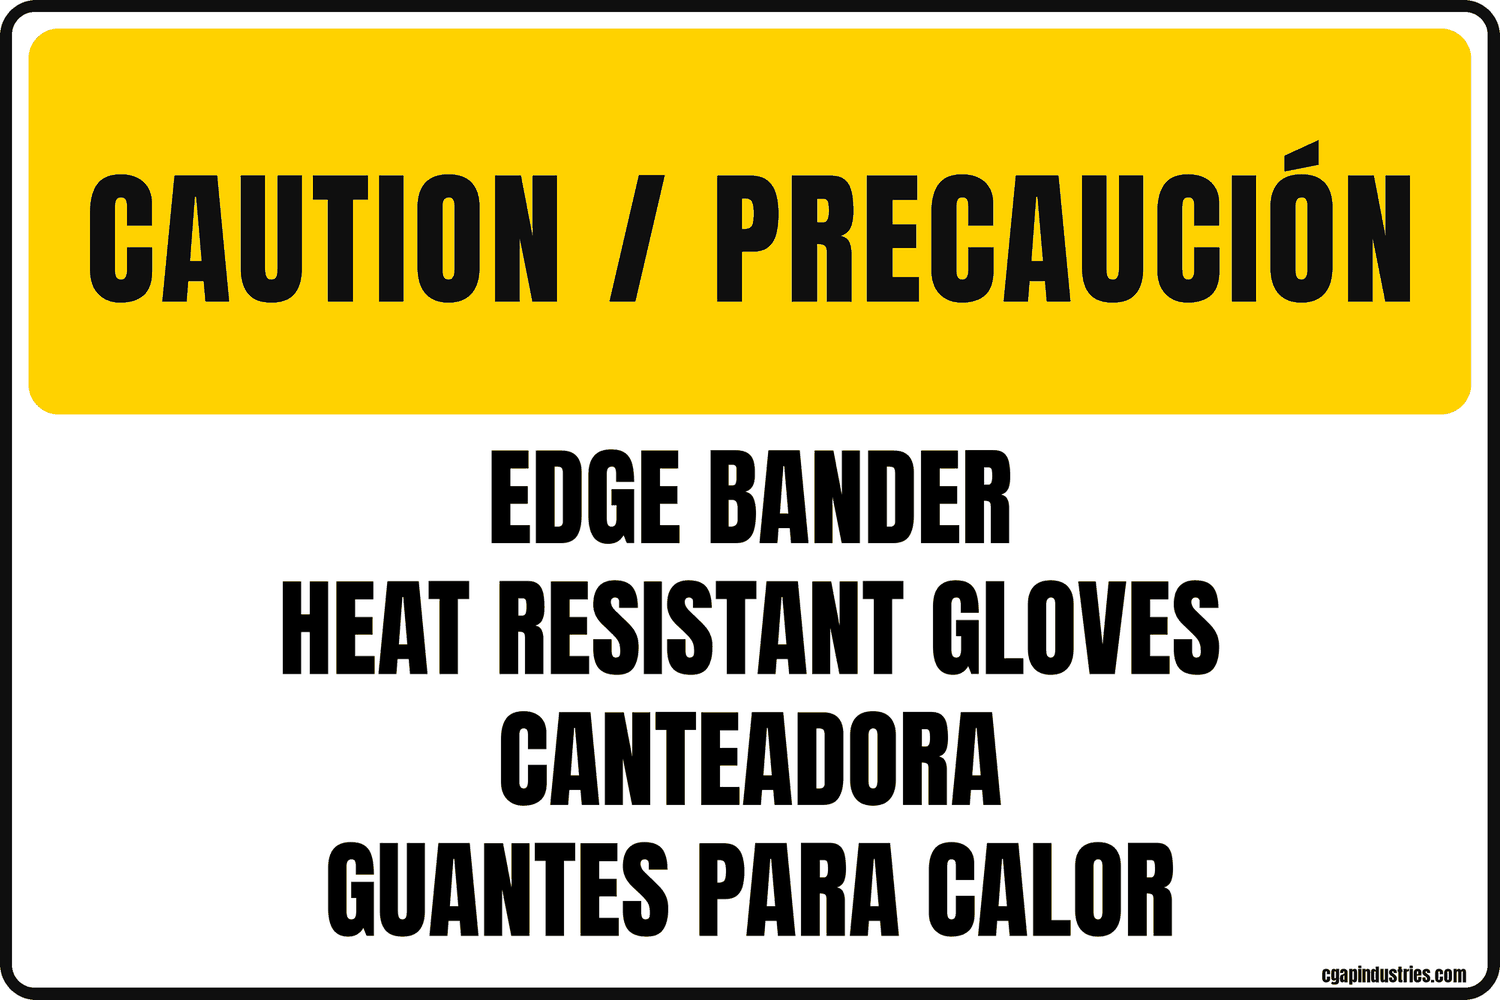 CAUTION / PRECAUCIÓN
EDGE BANDER
HEAT RESISTANT GLOVES
CANTEADORA
GUANTES PARA CALOR
cgapindustries.com